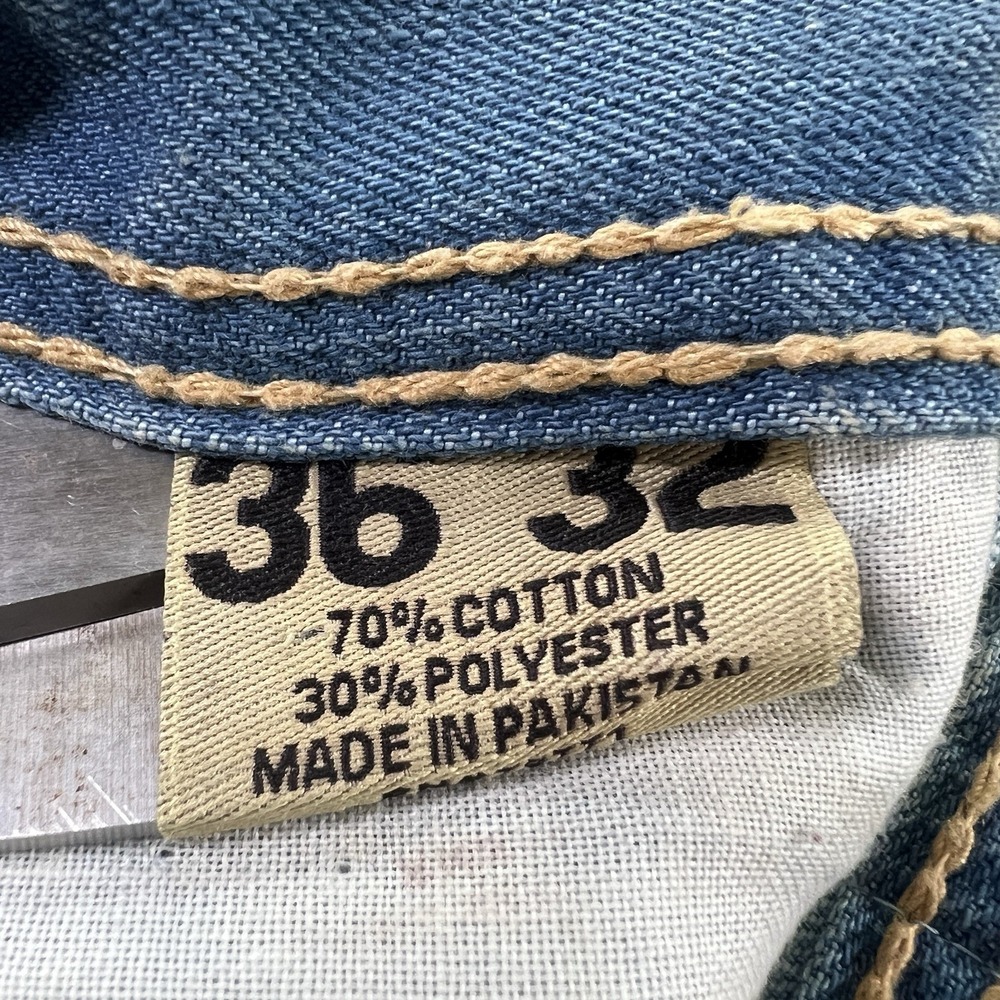 36 32
70% COTTON
30% POLYESTER
MADE IN PAKISTAN